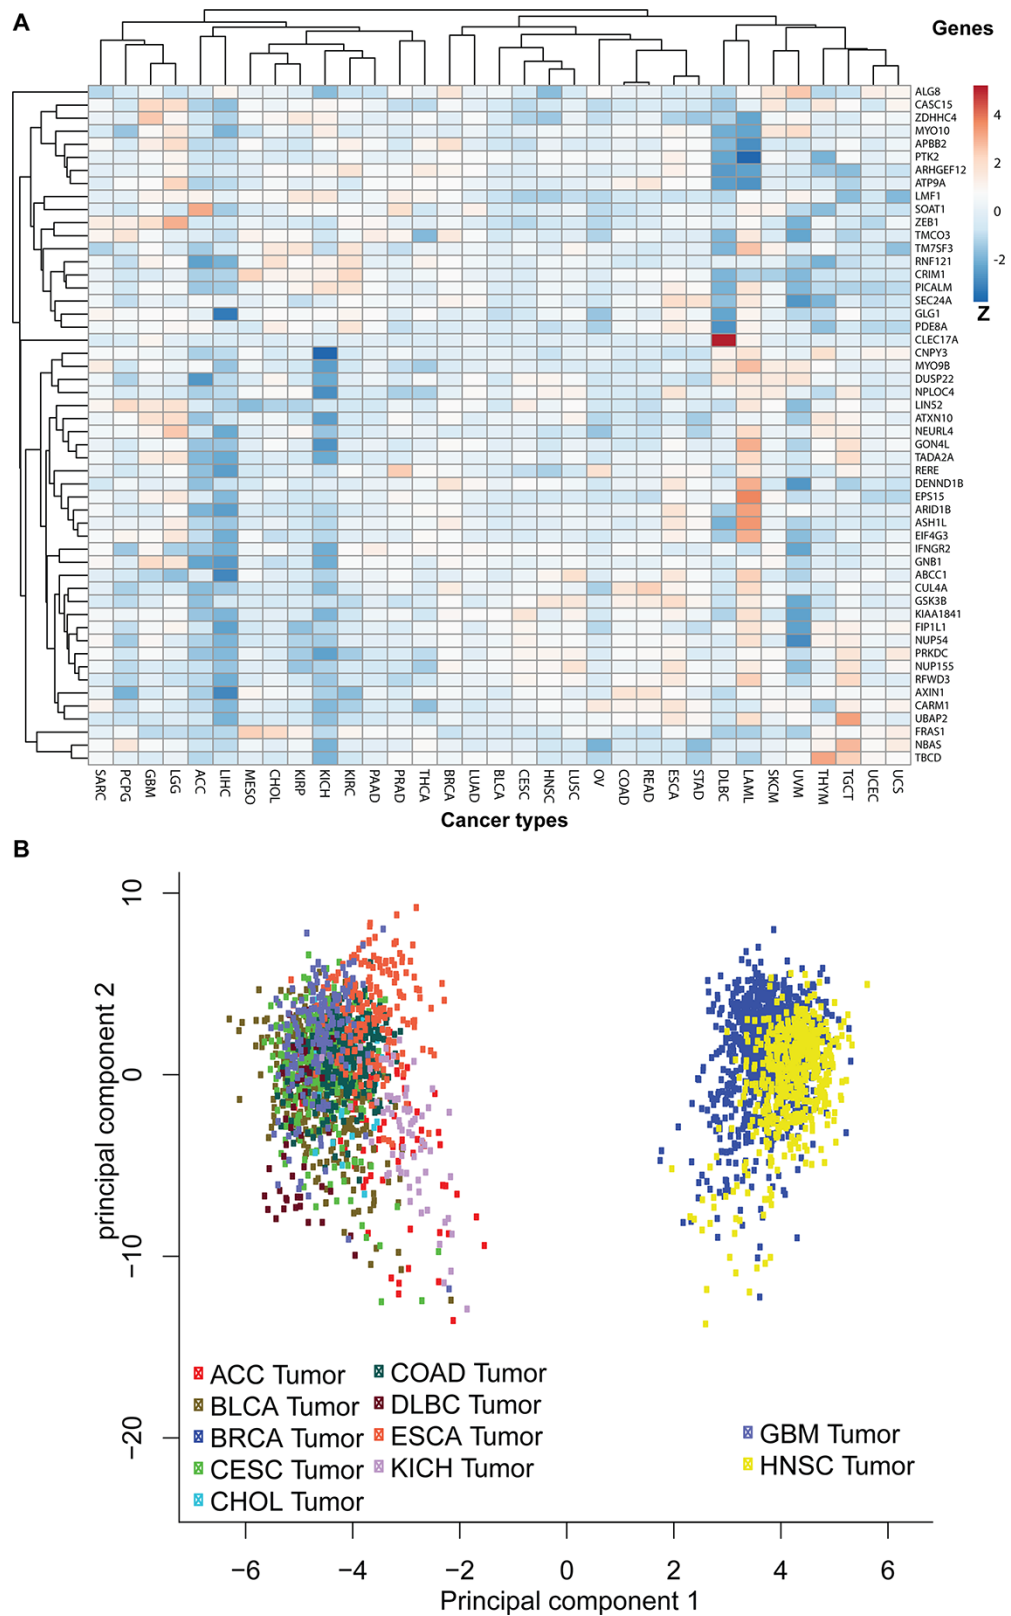 A
Genes
ALG8
CASC15
ZDHHC4
MYO10
APBB2
PTK2
ARHGEF12
ATP9A
LMF1
SOAT1
ZEB1
TMCO3
TM7SF3
RNF121
CRIM1
PICALM
SEC24A
GLG1
PDE8A
CLEC17A
CNPY3
MYO9B
DUSP22
NPLOC4
LINS2
ATXN10
NEURL4
GON4L
TADA2A
RERE
DENND1B
EPS15
ARID1B
ASH1L
EIF4G3
IFNGR2
GNB1
ABCC1
CUL4A
GSK3B
KIAA1841
FIP1L1
NUP54
PRKDC
NUP155
RFWD3
AXIN1
CARM1
UBAP2
FRAS1
NBAS
TBCD
4
2
0
-2
Z
SARC PCPG GBM LGG ACC LIHC MESO CHOL KIRP KICH KIRC PAAD PRAD THCA BRCA LUAD BLCA CESC HNSC LUSC OV COAD READ ESCA STAD DLBC LAML SKCM UVM THYM TGCT UCEC UCS
Cancer types
B
principal component 2
10
0
−10
−20
ACC Tumor
BLCA Tumor
BRCA Tumor
CESC Tumor
CHOL Tumor
COAD Tumor
DLBC Tumor
ESCA Tumor
KICH Tumor
GBM Tumor
HNSC Tumor
−6 −4 −2 0 2 4 6
Principal component 1